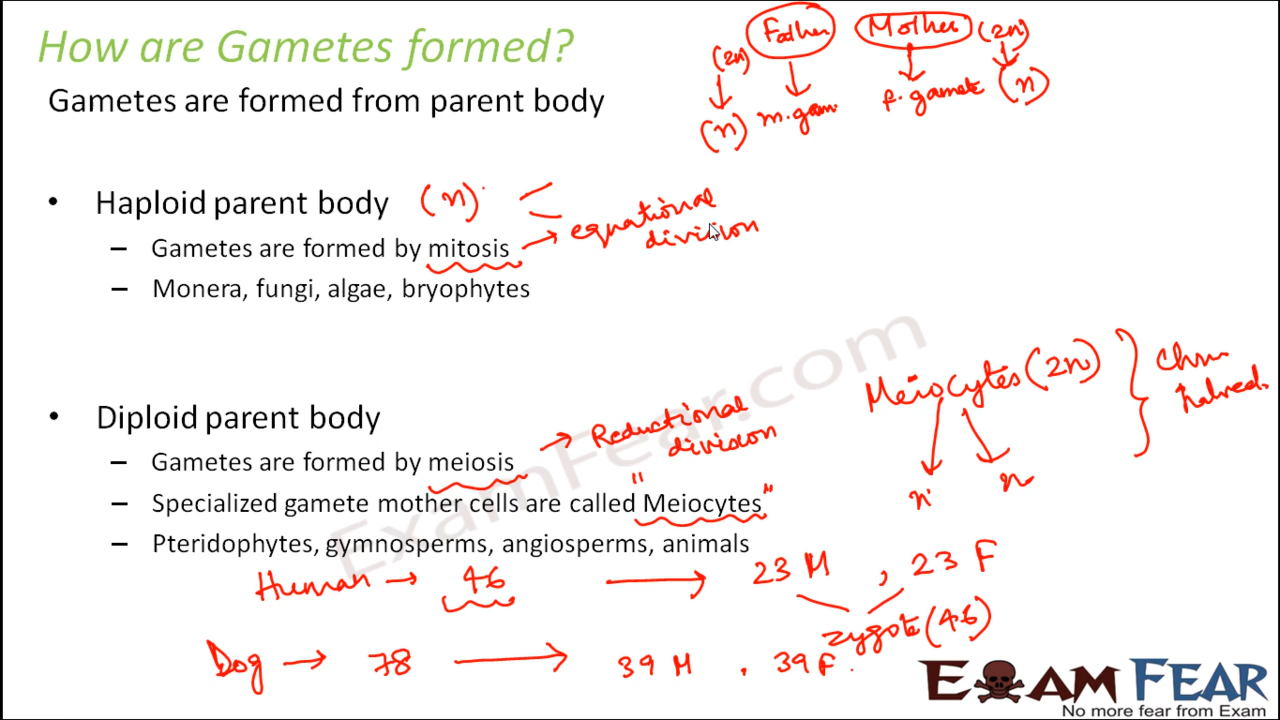 How are Gametes formed?
Father Mother (2n)
(2n)
(n) m.gam. f.gamete (n)
Gametes are formed from parent body
• Haploid parent body (n)
equational
division
– Gametes are formed by mitosis
– Monera, fungi, algae, bryophytes
Meiocytes (2n)
halved
n n
• Diploid parent body
Reductional
division
– Gametes are formed by meiosis
– Specialized gamete mother cells are called "Meiocytes"
– Pteridophytes, gymnosperms, angiosperms, animals
Human → 46 → 23 M , 23 F
zygote (46)
Dog → 78 → 39 M , 39 F
ExamFear.com
EXAM FEAR
No more fear from Exam